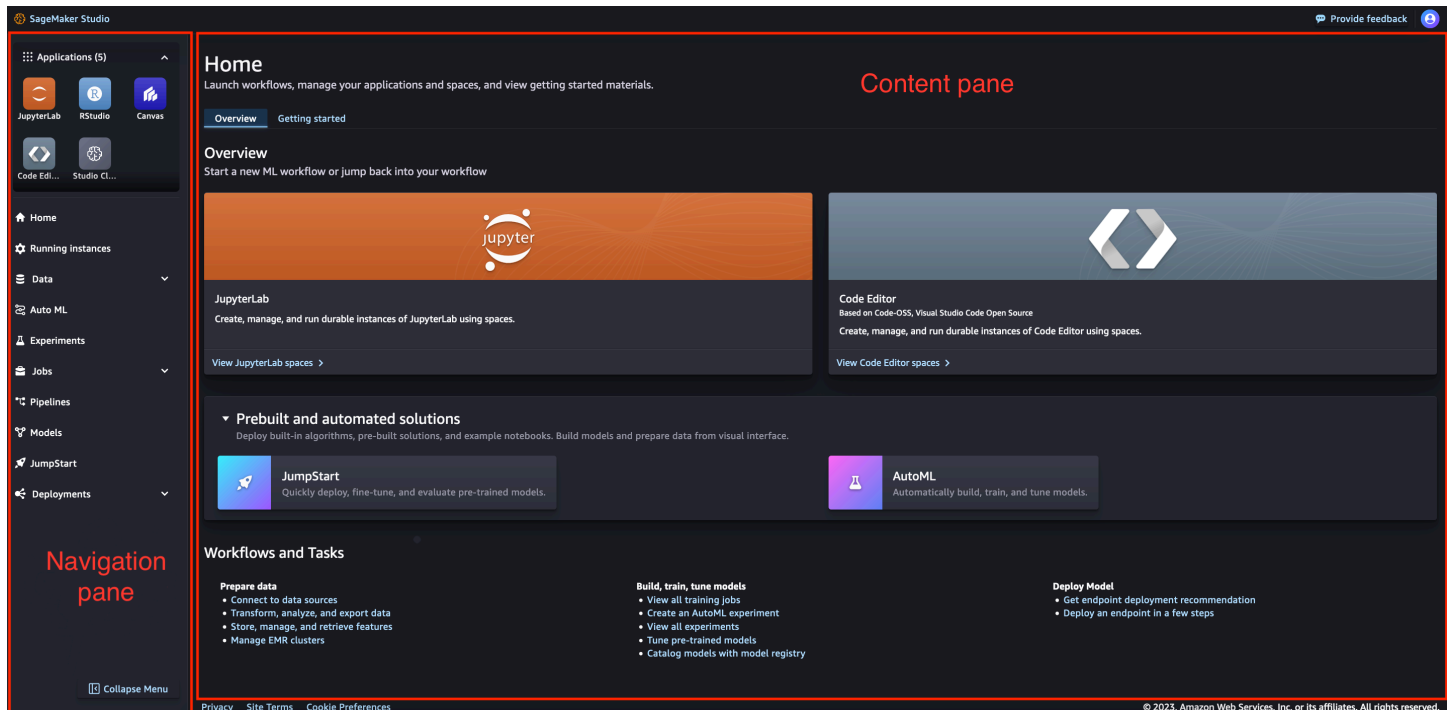 SageMaker Studio
Provide feedback
Applications (5)
JupyterLab
RStudio
Canvas
Code Edi...
Studio Cl...
Home
Running instances
Data
Auto ML
Experiments
Jobs
Pipelines
Models
JumpStart
Deployments
Navigation
pane
Collapse Menu
Home
Launch workflows, manage your applications and spaces, and view getting started materials.
Content pane
Overview
Getting started
Overview
Start a new ML workflow or jump back into your workflow
jupyter
JupyterLab
Create, manage, and run durable instances of JupyterLab using spaces.
View JupyterLab spaces
Code Editor
Based on Code-OSS, Visual Studio Code Open Source
Create, manage, and run durable instances of Code Editor using spaces.
View Code Editor spaces
Prebuilt and automated solutions
Deploy built-in algorithms, pre-built solutions, and example notebooks. Build models and prepare data from visual interface.
JumpStart
Quickly deploy, fine-tune, and evaluate pre-trained models.
AutoML
Automatically build, train, and tune models.
Workflows and Tasks
Prepare data
• Connect to data sources
• Transform, analyze, and export data
• Store, manage, and retrieve features
• Manage EMR clusters
Build, train, tune models
• View all training jobs
• Create an AutoML experiment
• View all experiments
• Tune pre-trained models
• Catalog models with model registry
Deploy Model
• Get endpoint deployment recommendation
• Deploy an endpoint in a few steps
Privacy Site Terms Cookie Preferences
© 2023, Amazon Web Services, Inc. or its affiliates. All rights reserved.